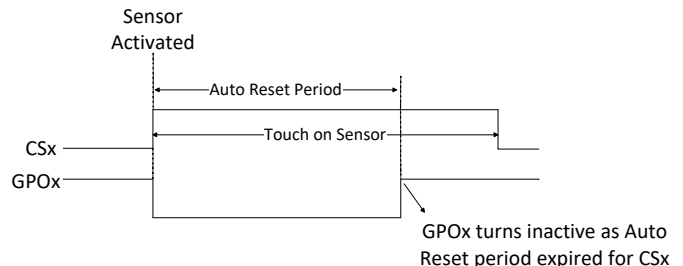 Sensor
Activated
Auto Reset Period
Touch on Sensor
CSx
GPOx
GPOx turns inactive as Auto
Reset period expired for CSx